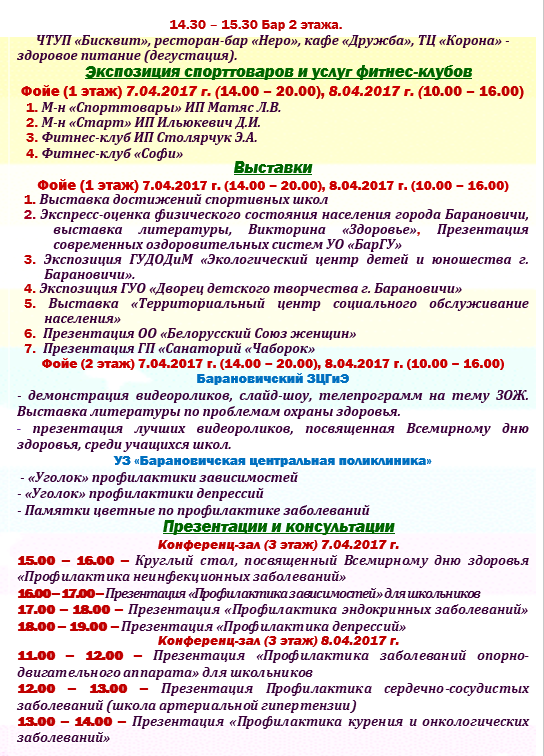 14.30 – 15.30 Бар 2 этажа.
ЧТУП «Бисквит», ресторан-бар «Неро», кафе «Дружба», ТЦ «Корона» -
здоровое питание (дегустация).
Экспозиция спорттоваров и услуг фитнес-клубов
Фойе (1 этаж) 7.04.2017 г. (14.00 – 20.00), 8.04.2017 г. (10.00 – 16.00)
1. М-н «Спорттовары» ИП Матяс Л.В.
2. М-н «Старт» ИП Ильюкевич Д.И.
3. Фитнес-клуб ИП Столярчук Э.А.
4. Фитнес-клуб «Софи»
Выставки
Фойе (1 этаж) 7.04.2017 г. (14.00 – 20.00), 8.04.2017 г. (10.00 – 16.00)
1. Выставка достижений спортивных школ
2. Экспресс-оценка физического состояния населения города Барановичи,
выставка литературы, Викторина «Здоровье», Презентация
современных оздоровительных систем УО «БарГУ»
3. Экспозиция ГУДОДиМ «Экологический центр детей и юношества г.
Барановичи».
4. Экспозиция ГУО «Дворец детского творчества г. Барановичи»
5. Выставка «Территориальный центр социального обслуживание
населения»
6. Презентация ОО «Белорусский Союз женщин»
7. Презентация ГП «Санаторий «Чаборок»
Фойе (2 этаж) 7.04.2017 г. (14.00 – 20.00), 8.04.2017 г. (10.00 – 16.00)
Барановичский ЗЦГиЭ
- демонстрация видеороликов, слайд-шоу, телепрограмм на тему ЗОЖ.
Выставка литературы по проблемам охраны здоровья.
- презентация лучших видеороликов, посвященная Всемирному дню
здоровья, среди учащихся школ.
УЗ «Барановичская центральная поликлиника»
- «Уголок» профилактики зависимостей
- «Уголок» профилактики депрессий
- Памятки цветные по профилактике заболеваний
Презентации и консультации
Конференц-зал (3 этаж) 7.04.2017 г.
15.00 – 16.00 – Круглый стол, посвященный Всемирному дню здоровья
«Профилактика неинфекционных заболеваний»
16.00 – 17.00 – Презентация «Профилактика зависимостей» для школьников
17.00 – 18.00 – Презентация «Профилактика эндокринных заболеваний»
18.00 – 19.00 – Презентация «Профилактика депрессий»
Конференц-зал (3 этаж) 8.04.2017 г.
11.00 – 12.00 – Презентация «Профилактика заболеваний опорно-
двигательного аппарата» для школьников
12.00 – 13.00 – Презентация Профилактика сердечно-сосудистых
заболеваний (школа артериальной гипертензии)
13.00 – 14.00 – Презентация «Профилактика курения и онкологических
заболеваний»